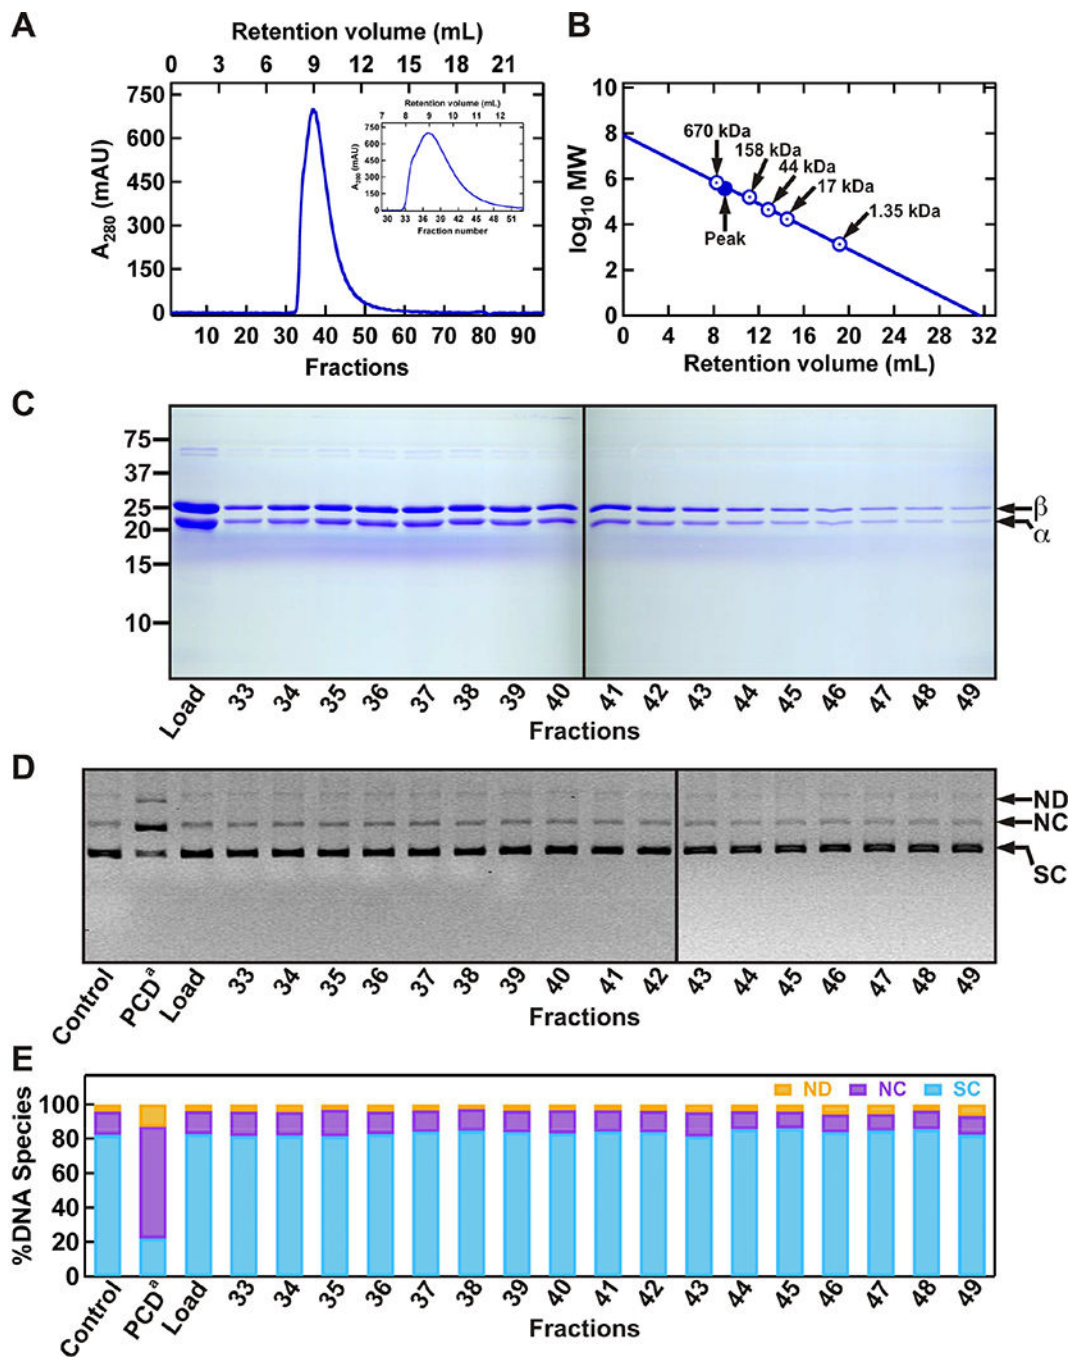 A
Retention volume (mL)
0 3 6 9 12 15 18 21
750
600
450
300
150
0
A280 (mAU)
10 20 30 40 50 60 70 80 90
Fractions
Retention volume (mL)
7 8 9 10 11 12
750
600
450
300
150
0
A280 (mAU)
30 33 36 39 42 45 48 51
Fraction number
B
10
8
6
4
2
0
log10 MW
670 kDa
158 kDa
44 kDa
17 kDa
1.35 kDa
Peak
0 4 8 12 16 20 24 28 32
Retention volume (mL)
C
75
37
25
20
15
10
β
α
Load 33 34 35 36 37 38 39 40 41 42 43 44 45 46 47 48 49
Fractions
D
ND
NC
SC
Control PCDa Load 33 34 35 36 37 38 39 40 41 42 43 44 45 46 47 48 49
Fractions
E
ND NC SC
100
80
60
40
20
0
%DNA Species
Control PCDa Load 33 34 35 36 37 38 39 40 41 42 43 44 45 46 47 48 49
Fractions